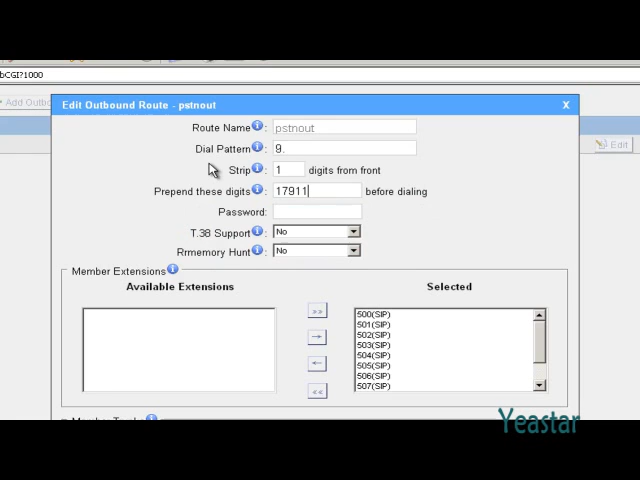 bCGI?1000
Add Outbo
Edit Outbound Route - pstnout X
Edit
Route Name : pstnout
Dial Pattern : 9.
Strip : 1 digits from front
Prepend these digits : 17911 before dialing
Password:
T.38 Support : No
Rrmemory Hunt : No
Member Extensions
Available Extensions
Selected
>>
→
←
<<
500(SIP)
501(SIP)
502(SIP)
503(SIP)
504(SIP)
505(SIP)
506(SIP)
507(SIP)
Yeastar